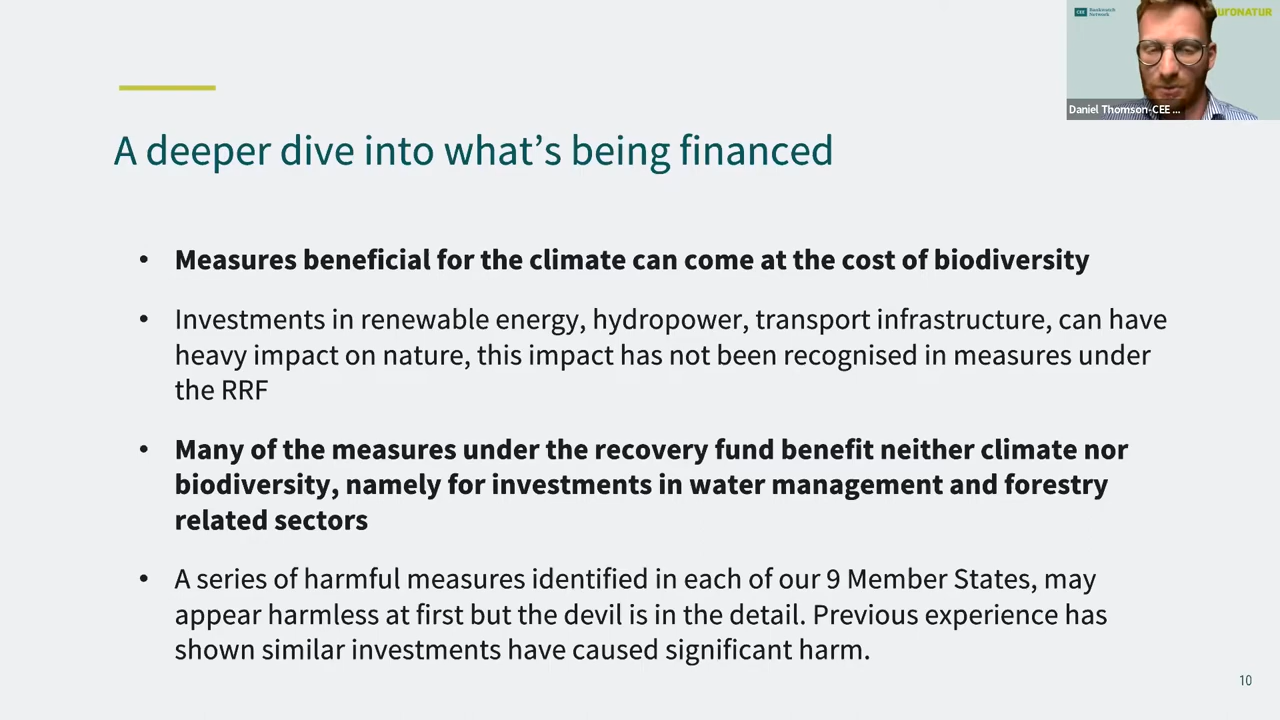 CEE Bankwatch
Network
URONATUR
Daniel Thomson-CEE ...
A deeper dive into what’s being financed
• Measures beneficial for the climate can come at the cost of biodiversity
• Investments in renewable energy, hydropower, transport infrastructure, can have
heavy impact on nature, this impact has not been recognised in measures under
the RRF
• Many of the measures under the recovery fund benefit neither climate nor
biodiversity, namely for investments in water management and forestry
related sectors
• A series of harmful measures identified in each of our 9 Member States, may
appear harmless at first but the devil is in the detail. Previous experience has
shown similar investments have caused significant harm.
10